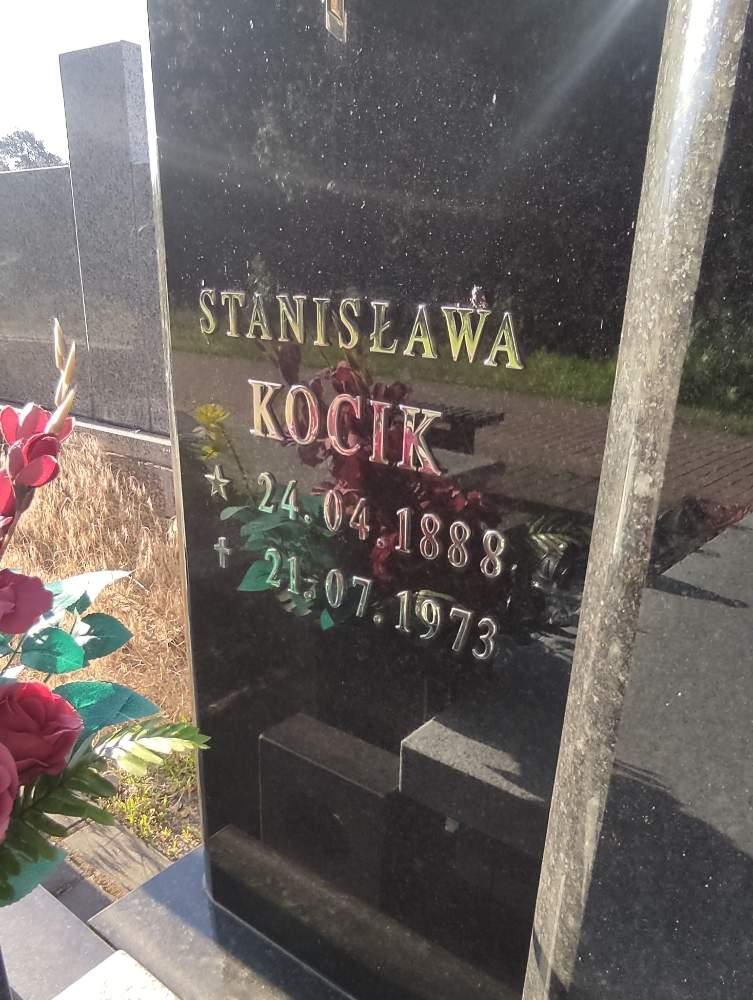 STANISŁAWA
KOCIK
☆ 24.04.1888
✝ 21.07.1973